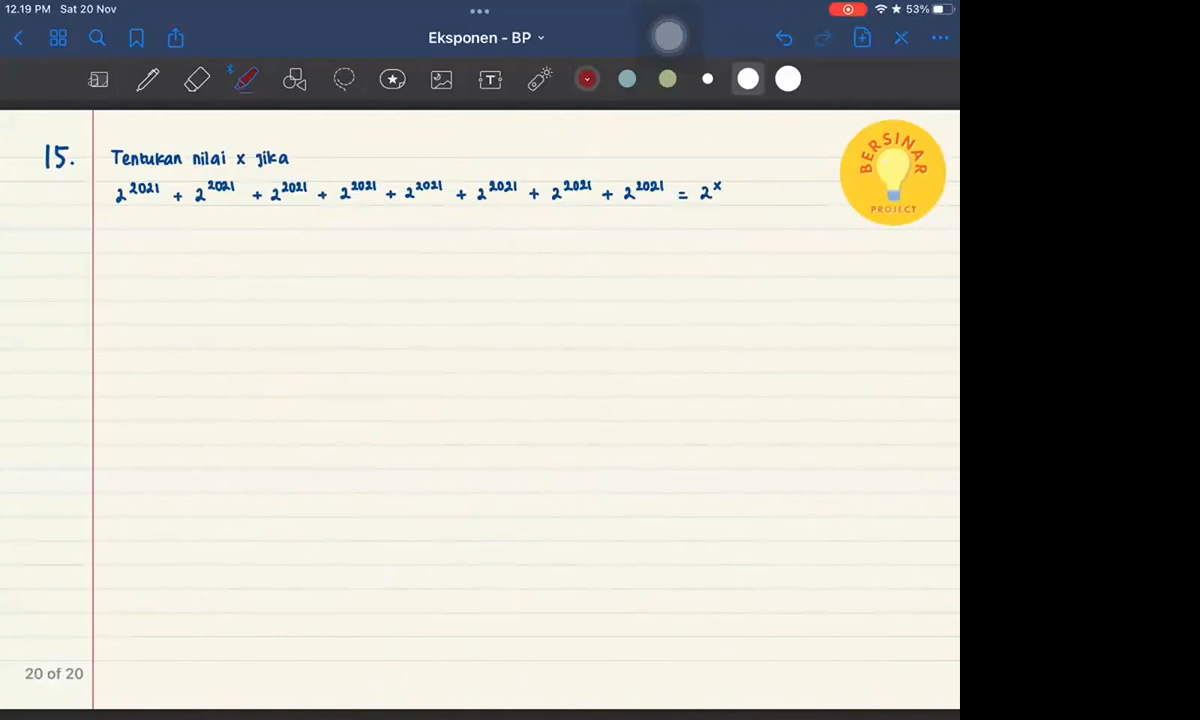 12.19 PM Sat 20 Nov
53%
Eksponen - BP
T
15. Tentukan nilai x jika
2^2021 + 2^2021 + 2^2021 + 2^2021 + 2^2021 + 2^2021 + 2^2021 + 2^2021 = 2^x
BERSINAR
PROJECT
20 of 20